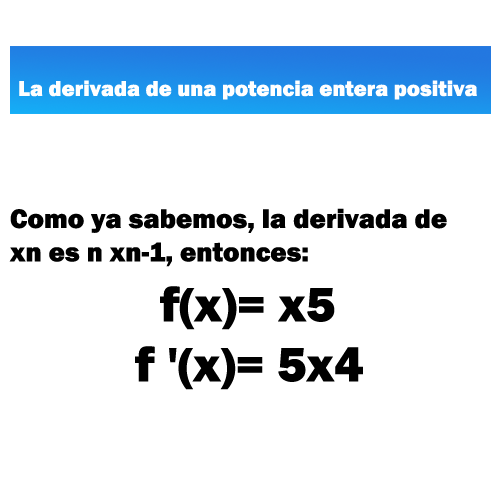 La derivada de una potencia entera positiva
Como ya sabemos, la derivada de
xn es n xn-1, entonces:
f(x)= x5
f '(x)= 5x4